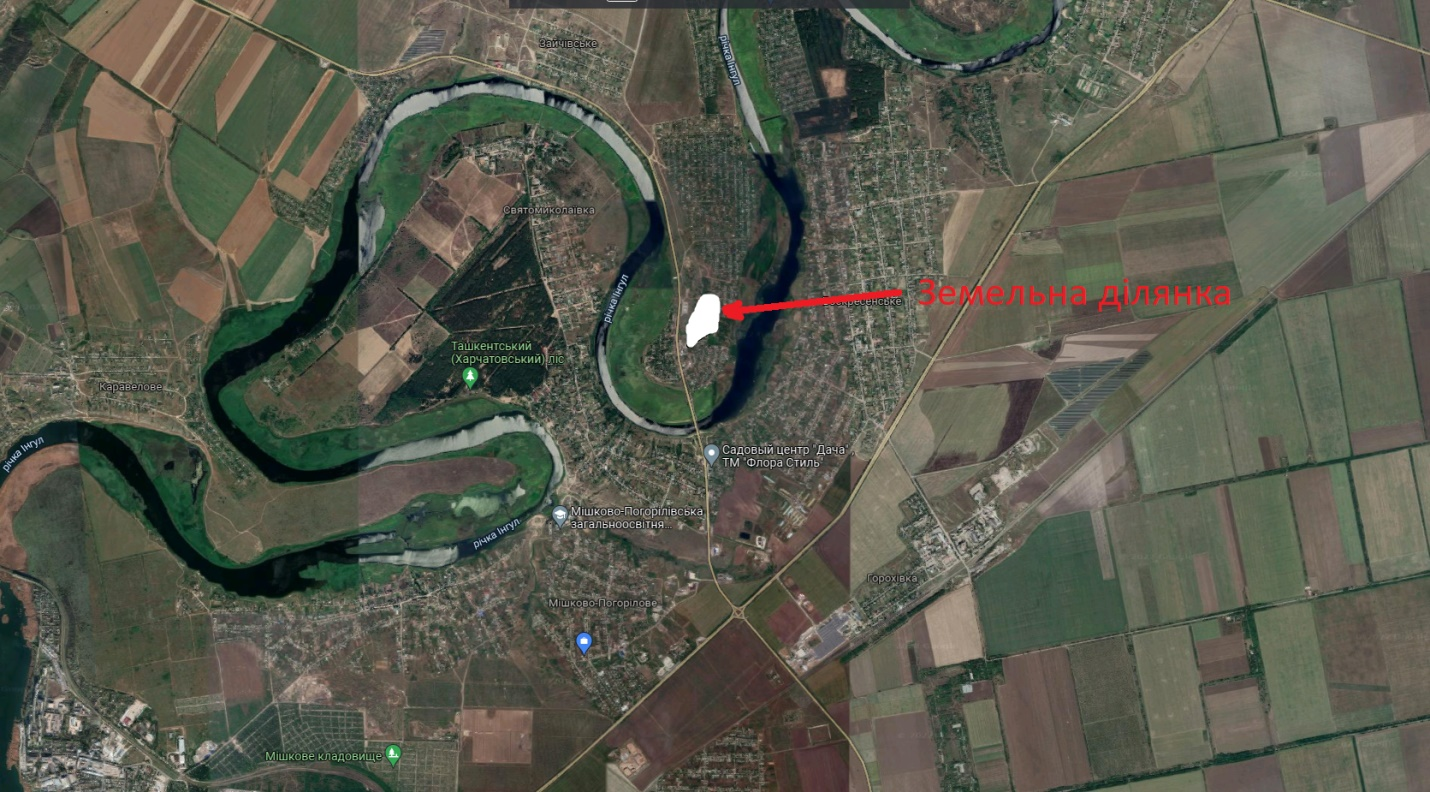 Зайчівське
річка Інгул
Святомиколаївка
річка Інгул
Земельна ділянка
Воскресенське
Ташкентський
(Харчатовський) ліс
Каравелове
річка Інгул
Садовый центр "Дача"
ТМ "Флора Стиль"
Мішково-Погорілівська
загальноосвітня...
річка Інгул
Горохівка
Мішково-Погорілове
Мішкове кладовище